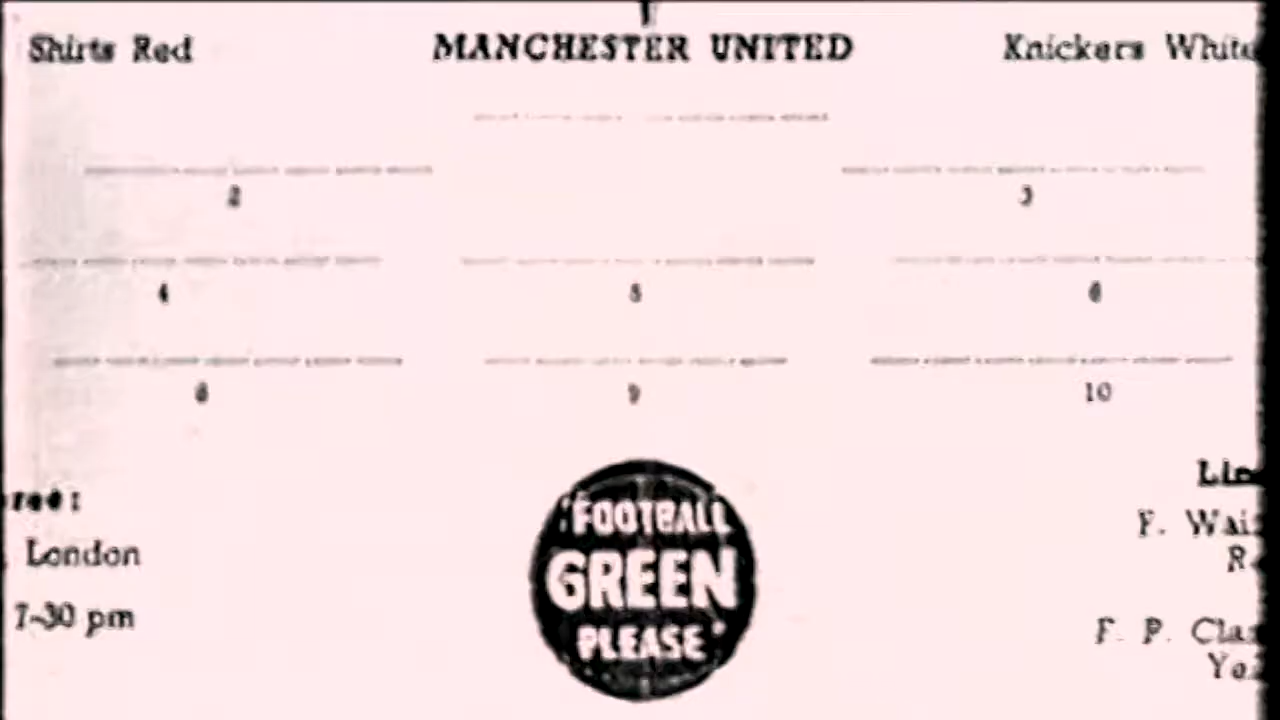 Shirts Red MANCHESTER UNITED Knickers White
2 3
4 5 6
8 9 10
London
7-30 pm
'FOOTBALL
GREEN
PLEASE'
F.
F. P.